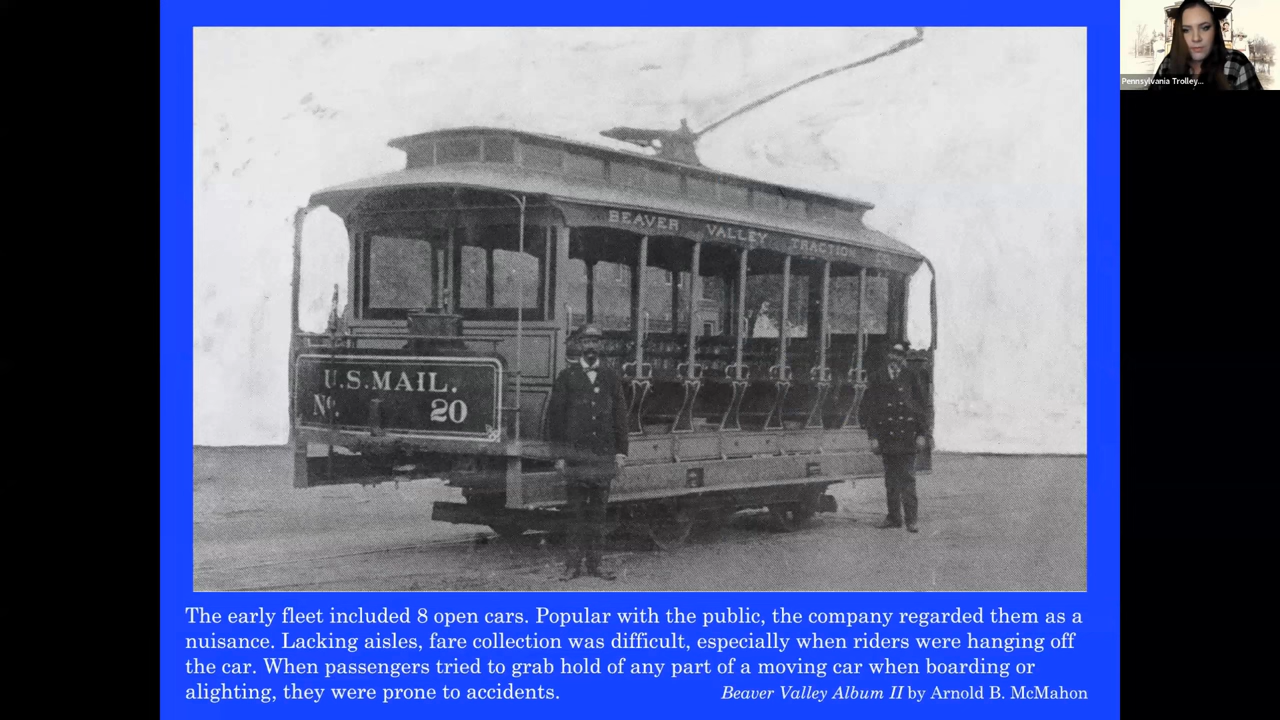 Pennsylvania Trolley...
BEAVER VALLEY TRACTION CO
U.S.MAIL.
No. 20
The early fleet included 8 open cars. Popular with the public, the company regarded them as a
nuisance. Lacking aisles, fare collection was difficult, especially when riders were hanging off
the car. When passengers tried to grab hold of any part of a moving car when boarding or
alighting, they were prone to accidents.
Beaver Valley Album II by Arnold B. McMahon